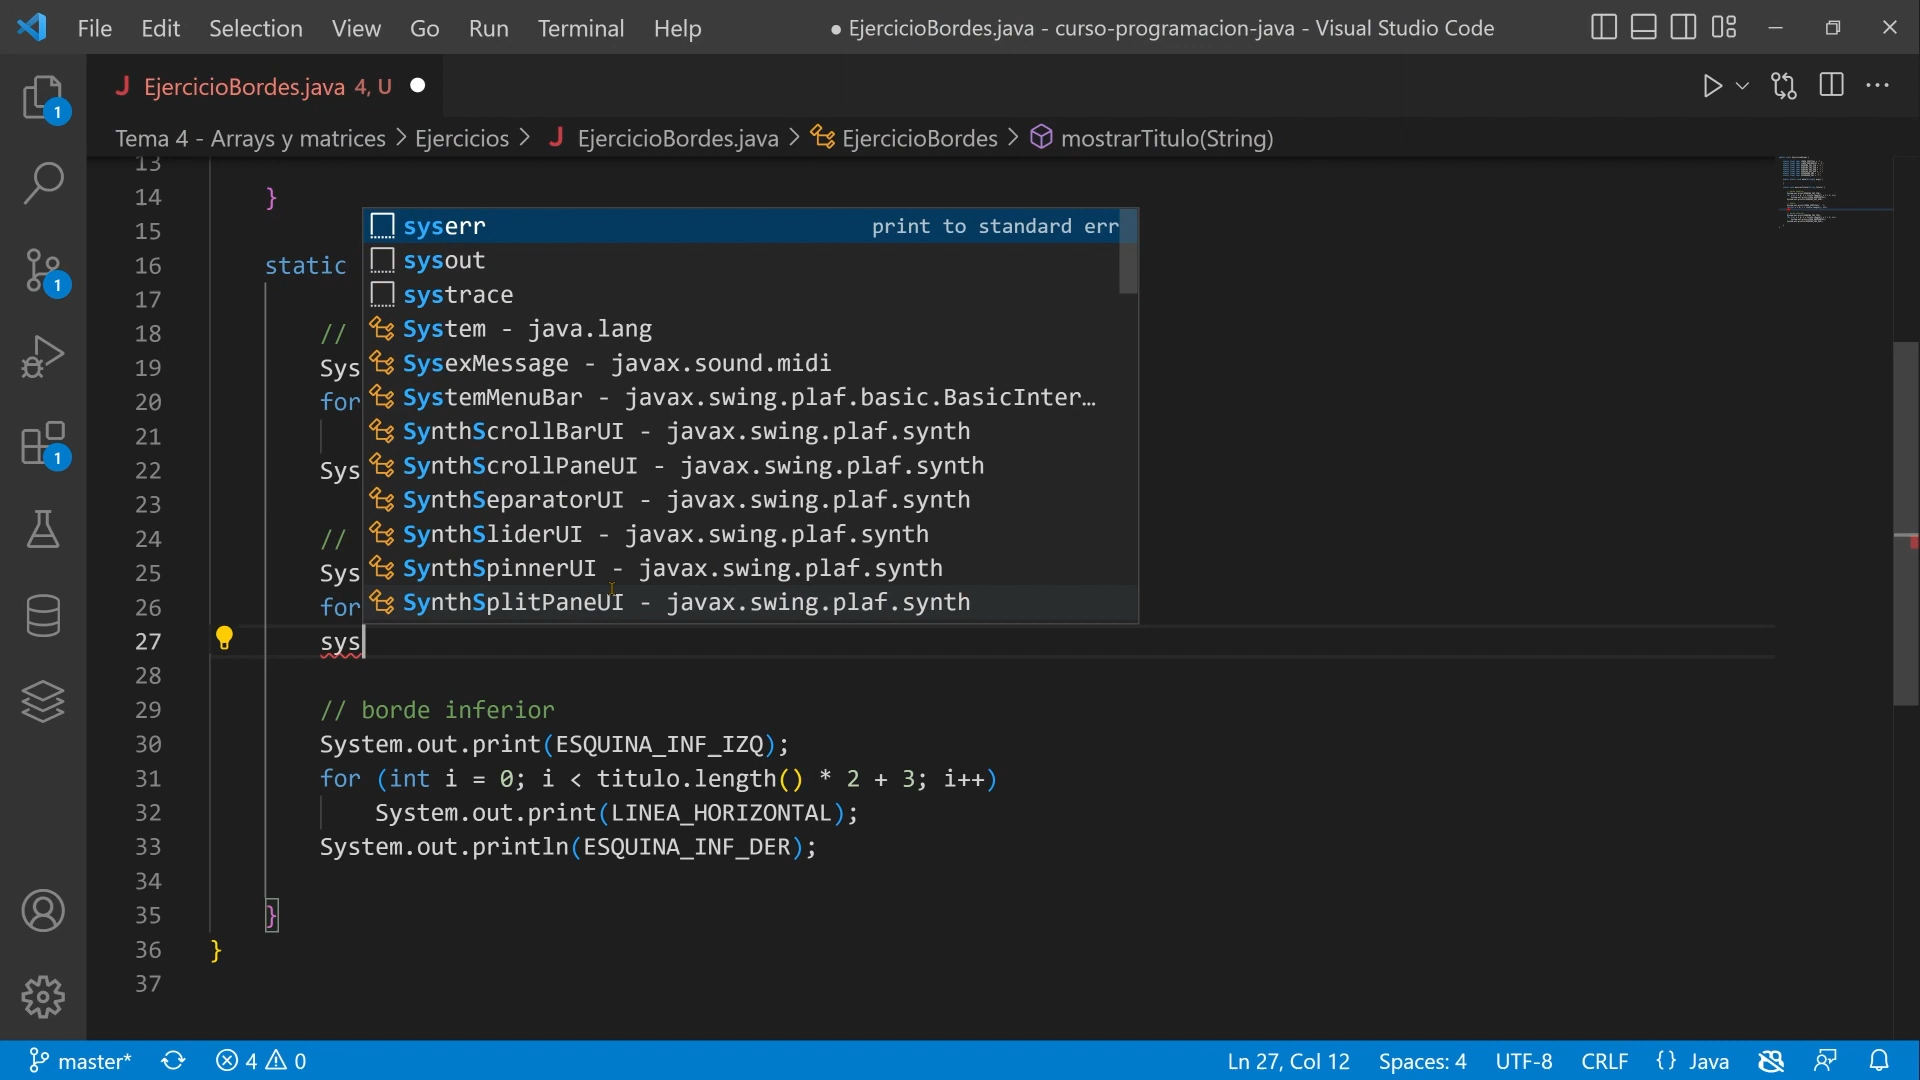 File Edit Selection View Go Run Terminal Help
● EjercicioBordes.java - curso-programacion-java - Visual Studio Code
J EjercicioBordes.java 4, U
Tema 4 - Arrays y matrices > Ejercicios > J EjercicioBordes.java > EjercicioBordes > mostrarTitulo(String)
13
14 }
15
16 static
17
18 //
19 Sys
20 for
21
22 Sys
23
24 //
25 Sys
26 for
syserr print to standard err
sysout
systrace
System - java.lang
SysexMessage - javax.sound.midi
SystemMenuBar - javax.swing.plaf.basic.BasicInter…
SynthScrollBarUI - javax.swing.plaf.synth
SynthScrollPaneUI - javax.swing.plaf.synth
SynthSeparatorUI - javax.swing.plaf.synth
SynthSliderUI - javax.swing.plaf.synth
SynthSpinnerUI - javax.swing.plaf.synth
SynthSplitPaneUI - javax.swing.plaf.synth
27 sys
28
29 // borde inferior
30 System.out.print(ESQUINA_INF_IZQ);
31 for (int i = 0; i < titulo.length() * 2 + 3; i++)
32 System.out.print(LINEA_HORIZONTAL);
33 System.out.println(ESQUINA_INF_DER);
34
35 }
36 }
37
1
1
1
master* 4 0
Ln 27, Col 12 Spaces: 4 UTF-8 CRLF {} Java